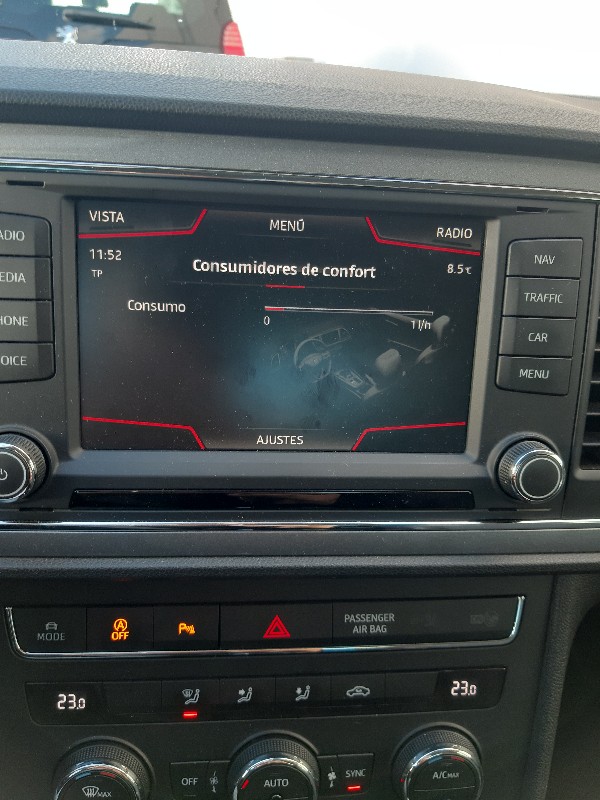 VISTA
MENÚ
RADIO
11:52
TP
Consumidores de confort
8.5°C
Consumo
0
1 l/h
AJUSTES
ADIO
EDIA
HONE
OICE
NAV
TRAFFIC
CAR
MENU
MODE
A OFF
P
PASSENGER
AIR BAG
23.0
23.0
MAX
OFF
AUTO
SYNC
A/C MAX